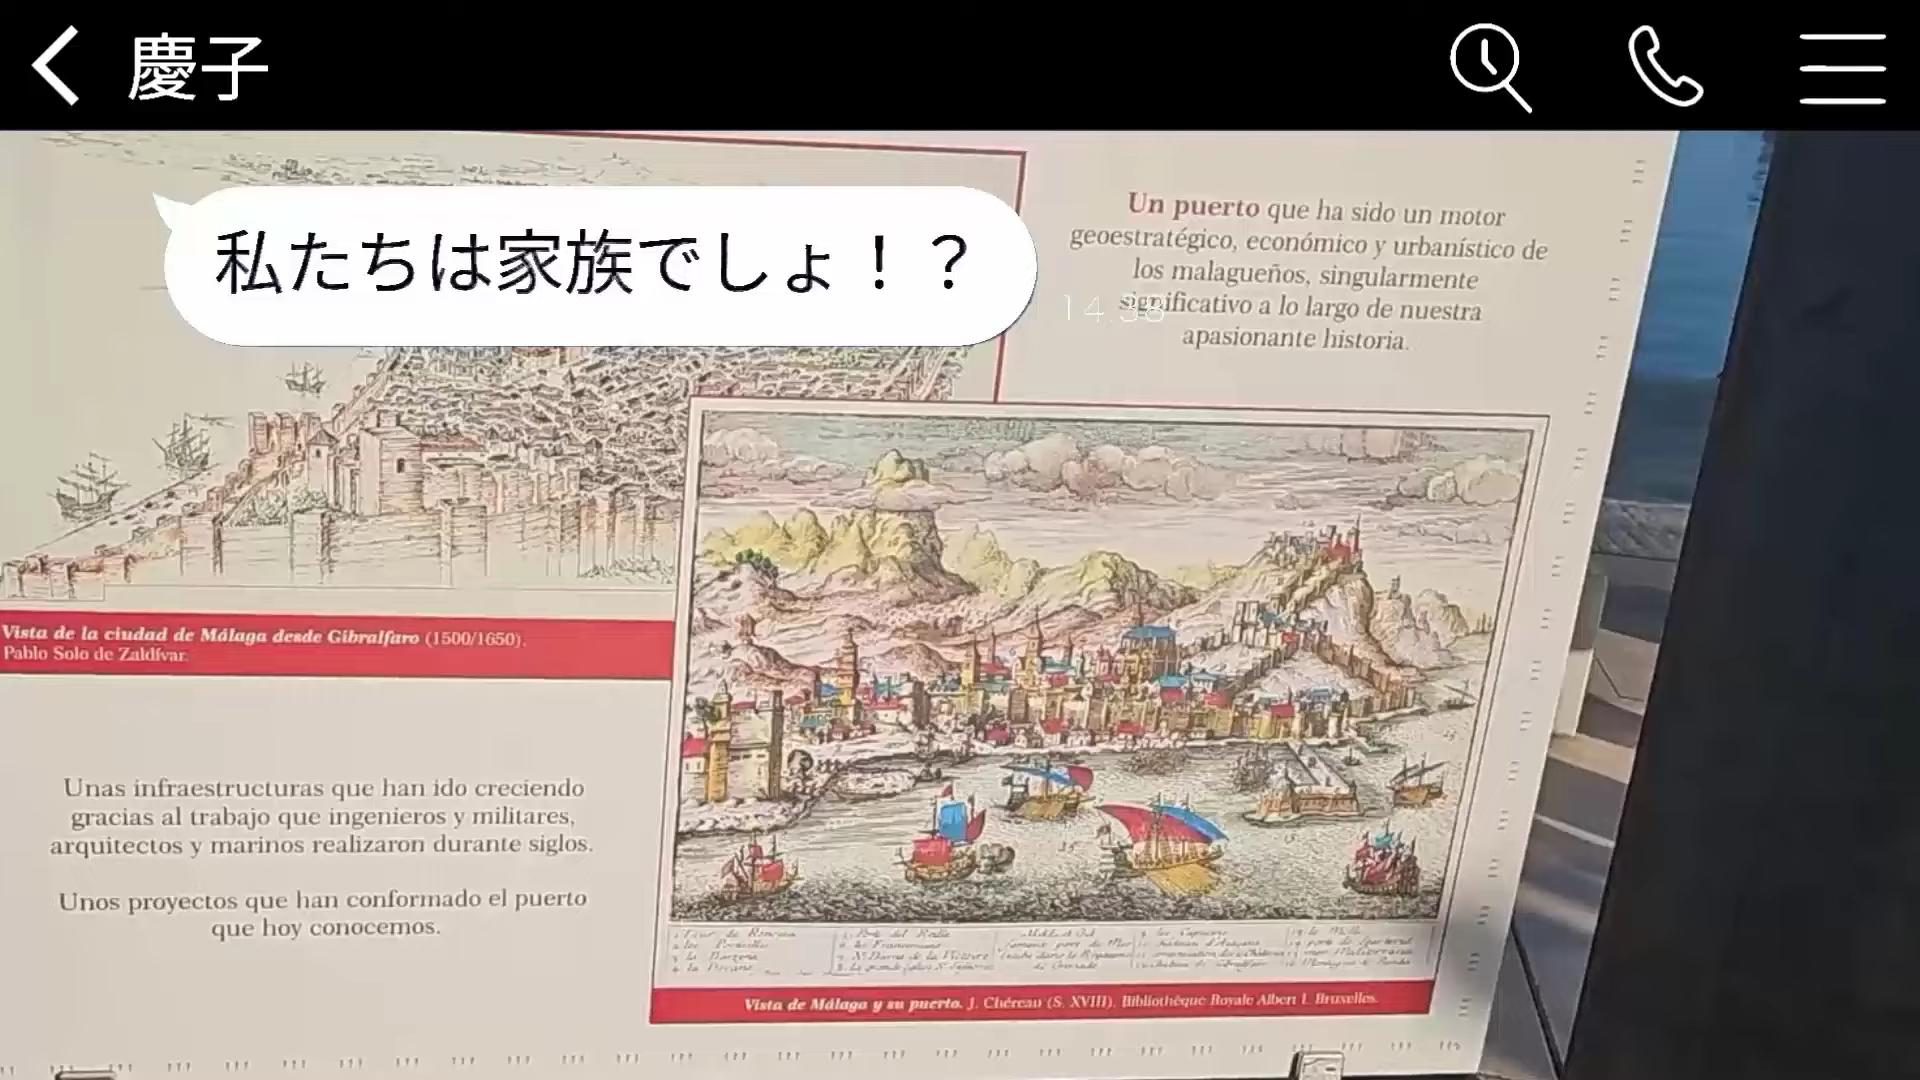 慶子
私たちは家族でしょ！？
14:38
Un puerto que ha sido un motor
geoestratégico, económico y urbanístico de
los malagueños, singularmente
significativo a lo largo de nuestra
apasionante historia.
Vista de la ciudad de Málaga desde Gibralfaro (1500/1650).
Pablo Solo de Zaldívar.
Unas infraestructuras que han ido creciendo
gracias al trabajo que ingenieros y militares,
arquitectos y marinos realizaron durante siglos.
Unos proyectos que han conformado el puerto
que hoy conocemos.
Vista de Málaga y su puerto. J. Chéreau (S. XVIII). Bibliothèque Royale Albert I. Bruxelles.